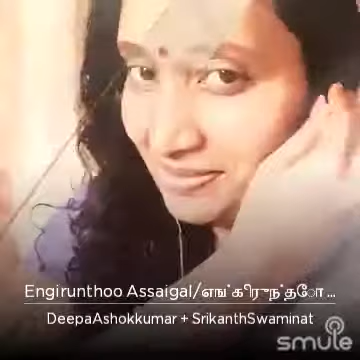 Engirunthoo Assaigal/எங்கிருந்தோ ...
DeepaAshokkumar + SrikanthSwaminat
smule